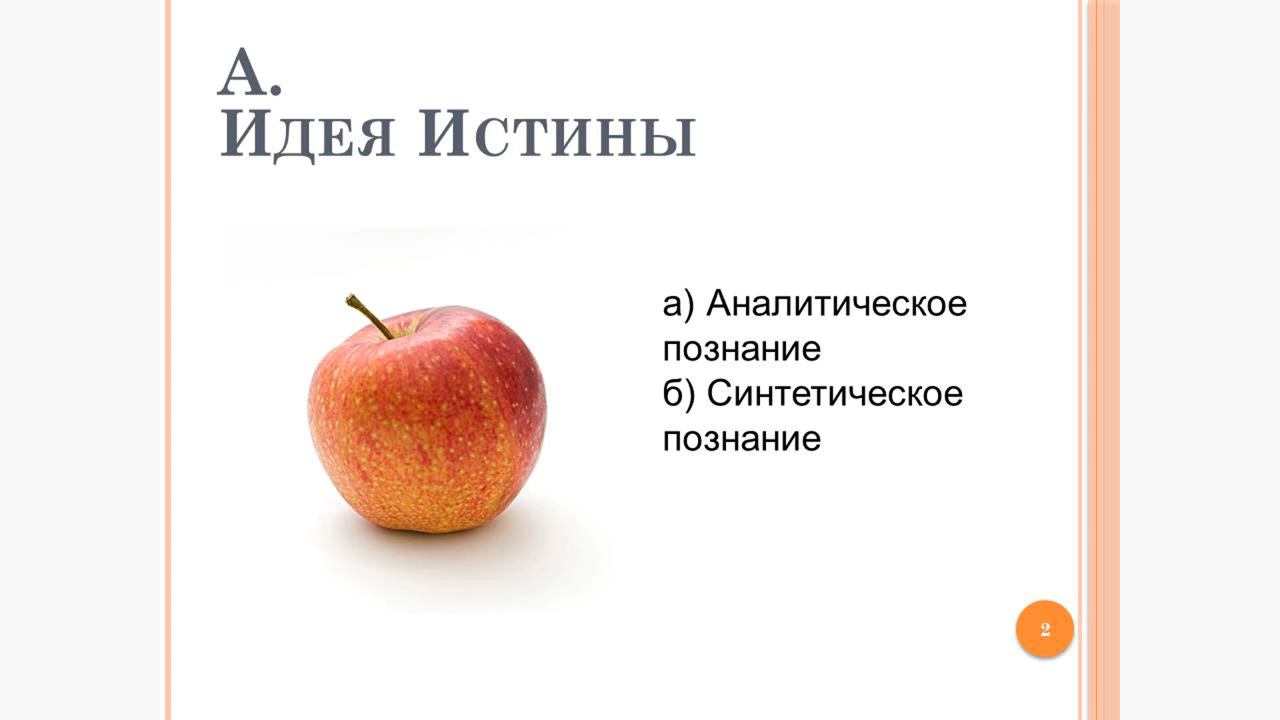 А.
Идея Истины
а) Аналитическое
познание
б) Синтетическое
познание
2